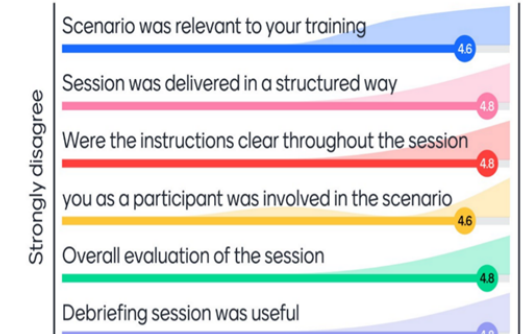 Scenario was relevant to your training
4.6
Session was delivered in a structured way
4.8
Were the instructions clear throughout the session
4.8
you as a participant was involved in the scenario
4.6
Overall evaluation of the session
4.8
Debriefing session was useful
Strongly disagree